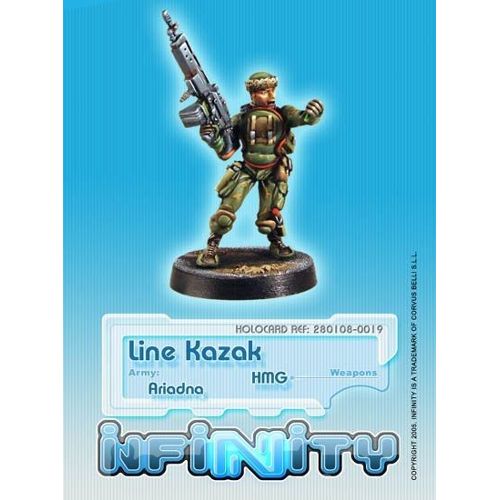 HOLOCARD REF: 280108-0019
Line Kazak
Army:
Ariadna
HMG
Weapons
iNFiNiTY
COPYRIGHT 2005. INFINITY IS A TRADEMARK OF CORVUS BELLI S.L.L.